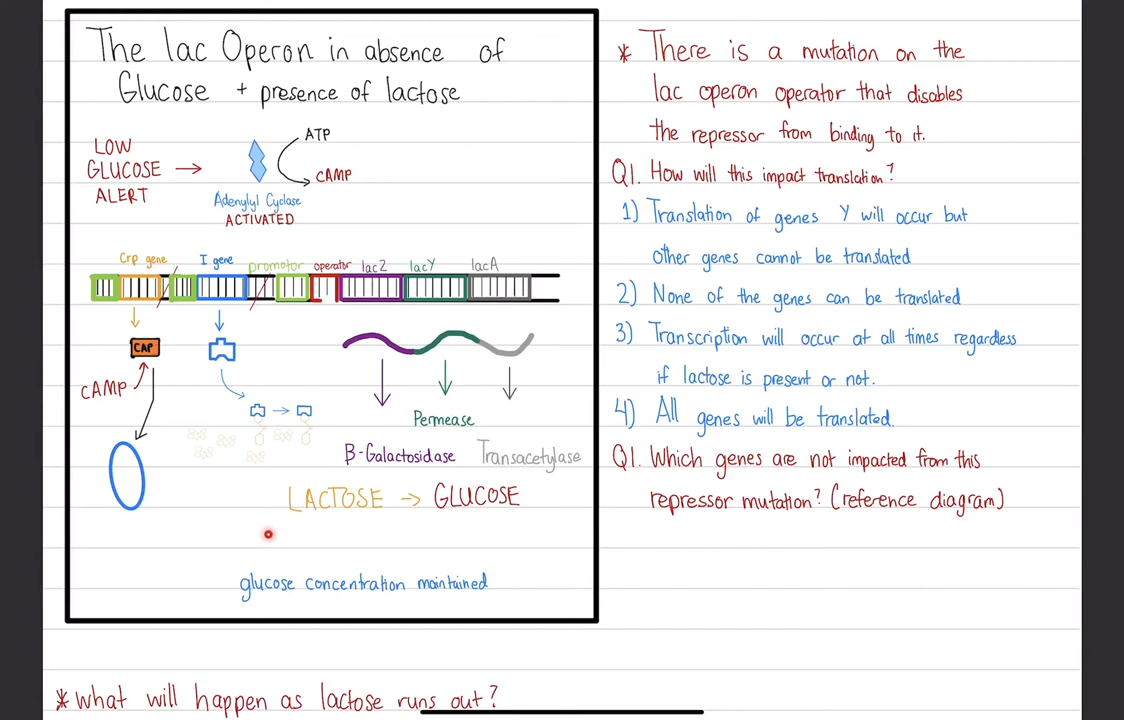 The lac Operon in absence of
Glucose + presence of lactose
LOW
GLUCOSE →
ALERT
ATP
CAMP
Adenylyl Cyclase
ACTIVATED
Crp gene
I gene
promotor
operator
lacZ
lacY
lacA
CAP
CAMP
Permease
β-Galactosidase
Transacetylase
LACTOSE → GLUCOSE
glucose concentration maintained
* There is a mutation on the
lac operon operator that disables
the repressor from binding to it.
Q1. How will this impact translation?
1) Translation of genes Y will occur but
other genes cannot be translated
2) None of the genes can be translated
3) Transcription will occur at all times regardless
if lactose is present or not.
4) All genes will be translated.
Q1. Which genes are not impacted from this
repressor mutation? (reference diagram)
* What will happen as lactose runs out?